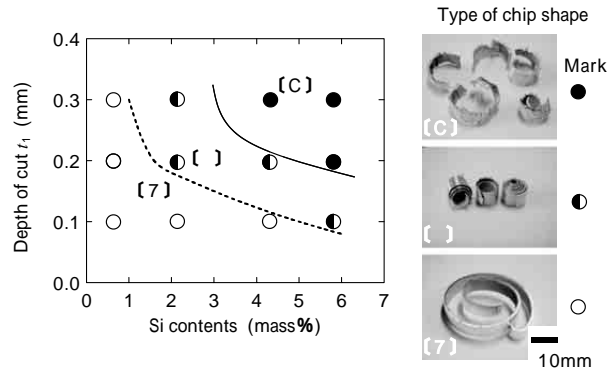 Type of chip shape
Mark
Depth of cut t1 (mm)
0.4
0.3
0.2
0.1
0.0
0 1 2 3 4 5 6 7
Si contents (mass%)
[C]
[ ]
[7]
[C]
[ ]
[7]
10mm